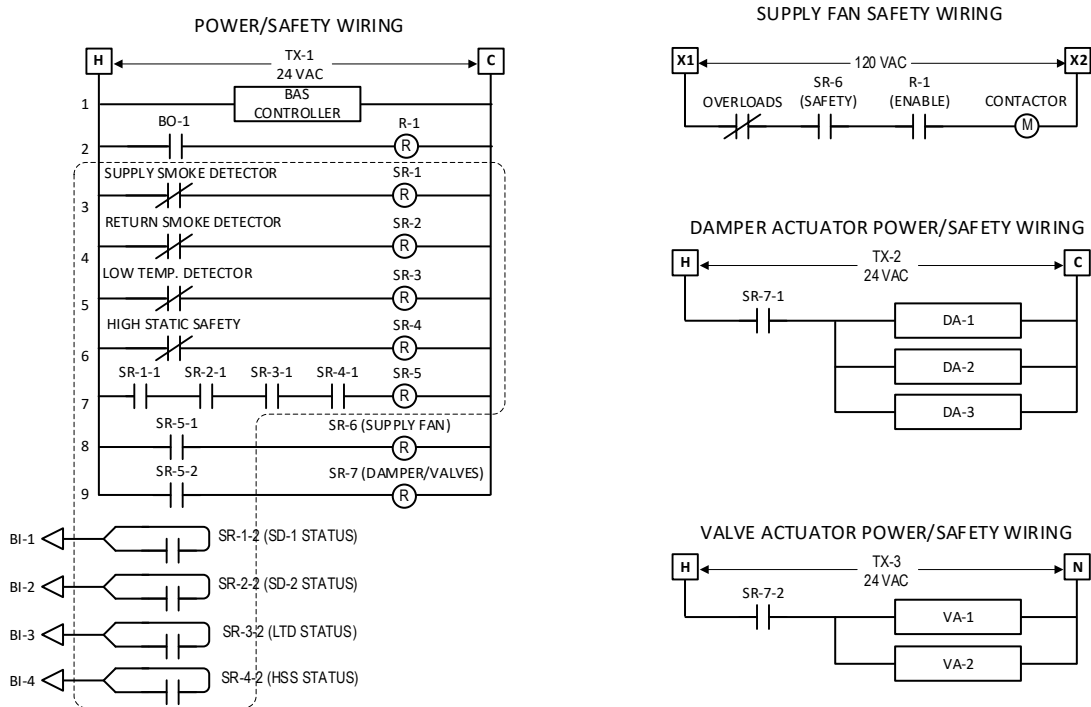 POWER/SAFETY WIRING
H
TX-1
24 VAC
C
1
BAS
CONTROLLER
BO-1
R-1
2
R
SUPPLY SMOKE DETECTOR
SR-1
3
R
RETURN SMOKE DETECTOR
SR-2
4
R
LOW TEMP. DETECTOR
SR-3
5
R
HIGH STATIC SAFETY
SR-4
6
R
SR-1-1 SR-2-1 SR-3-1 SR-4-1 SR-5
7
R
SR-5-1
SR-6 (SUPPLY FAN)
8
R
SR-5-2
SR-7 (DAMPER/VALVES)
9
R
BI-1
SR-1-2 (SD-1 STATUS)
BI-2
SR-2-2 (SD-2 STATUS)
BI-3
SR-3-2 (LTD STATUS)
BI-4
SR-4-2 (HSS STATUS)
SUPPLY FAN SAFETY WIRING
X1
120 VAC
X2
OVERLOADS
SR-6
(SAFETY)
R-1
(ENABLE)
CONTACTOR
M
DAMPER ACTUATOR POWER/SAFETY WIRING
H
TX-2
24 VAC
C
SR-7-1
DA-1
DA-2
DA-3
VALVE ACTUATOR POWER/SAFETY WIRING
H
TX-3
24 VAC
N
SR-7-2
VA-1
VA-2